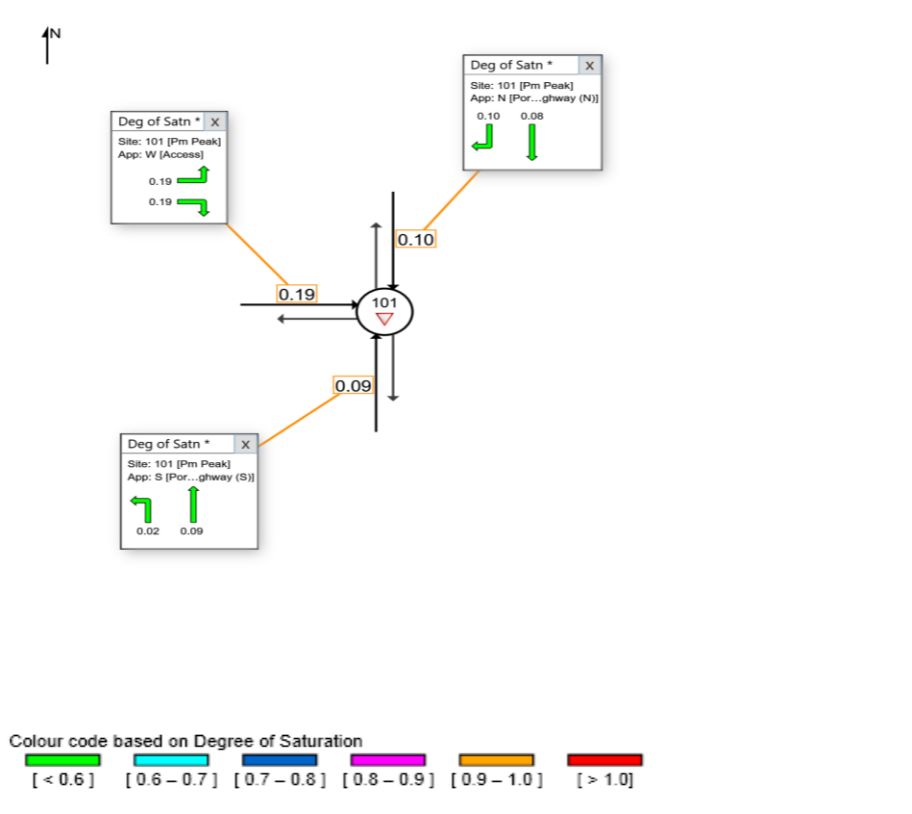 N
Deg of Satn * X
Site: 101 [Pm Peak]
App: N [Por...ghway (N)]
0.10 0.08
Deg of Satn * X
Site: 101 [Pm Peak]
App: W [Access]
0.19
0.19
0.10
0.19
101
0.09
Deg of Satn * X
Site: 101 [Pm Peak]
App: S [Por...ghway (S)]
0.02 0.09
Colour code based on Degree of Saturation
[ < 0.6 ] [ 0.6 – 0.7 ] [ 0.7 – 0.8 ] [ 0.8 – 0.9 ] [ 0.9 – 1.0 ] [ > 1.0]